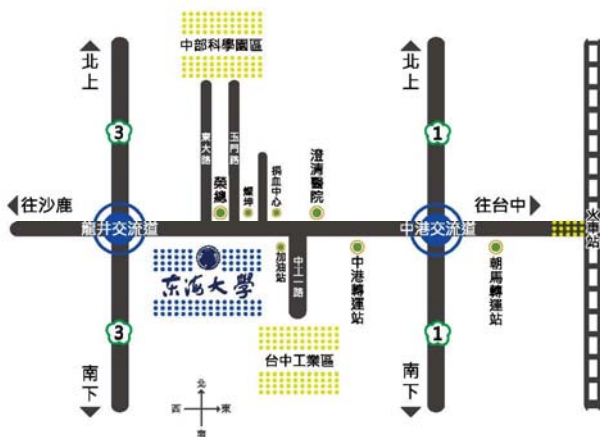 中部科學園區
北上
北上
3
1
東大路
玉門路
榮總
燦坤
捐血中心
澄清醫院
往沙鹿
往台中
龍井交流道
中港交流道
火車站
东海大學
加油站
中工一路
中港轉運站
朝馬轉運站
3
1
台中工業區
南下
南下
北
西
東
南